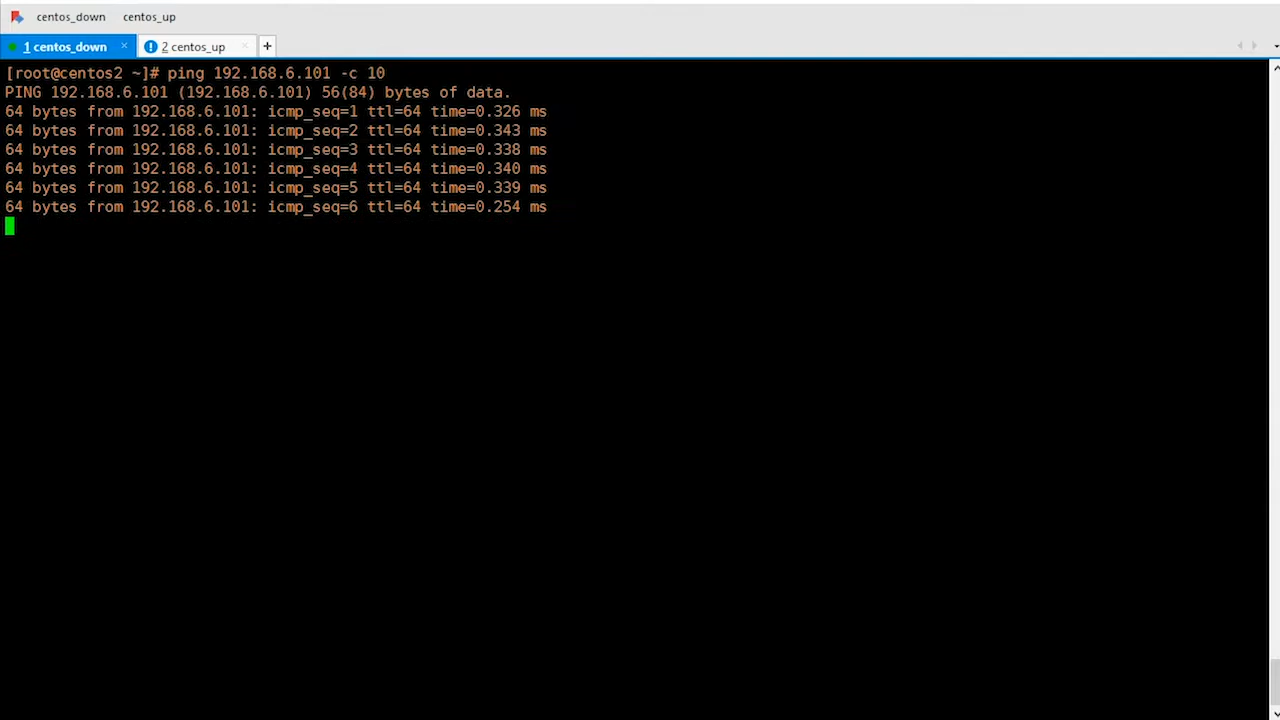 centos_down centos_up
1 centos_down × 2 centos_up × +
[root@centos2 ~]# ping 192.168.6.101 -c 10
PING 192.168.6.101 (192.168.6.101) 56(84) bytes of data.
64 bytes from 192.168.6.101: icmp_seq=1 ttl=64 time=0.326 ms
64 bytes from 192.168.6.101: icmp_seq=2 ttl=64 time=0.343 ms
64 bytes from 192.168.6.101: icmp_seq=3 ttl=64 time=0.338 ms
64 bytes from 192.168.6.101: icmp_seq=4 ttl=64 time=0.340 ms
64 bytes from 192.168.6.101: icmp_seq=5 ttl=64 time=0.339 ms
64 bytes from 192.168.6.101: icmp_seq=6 ttl=64 time=0.254 ms